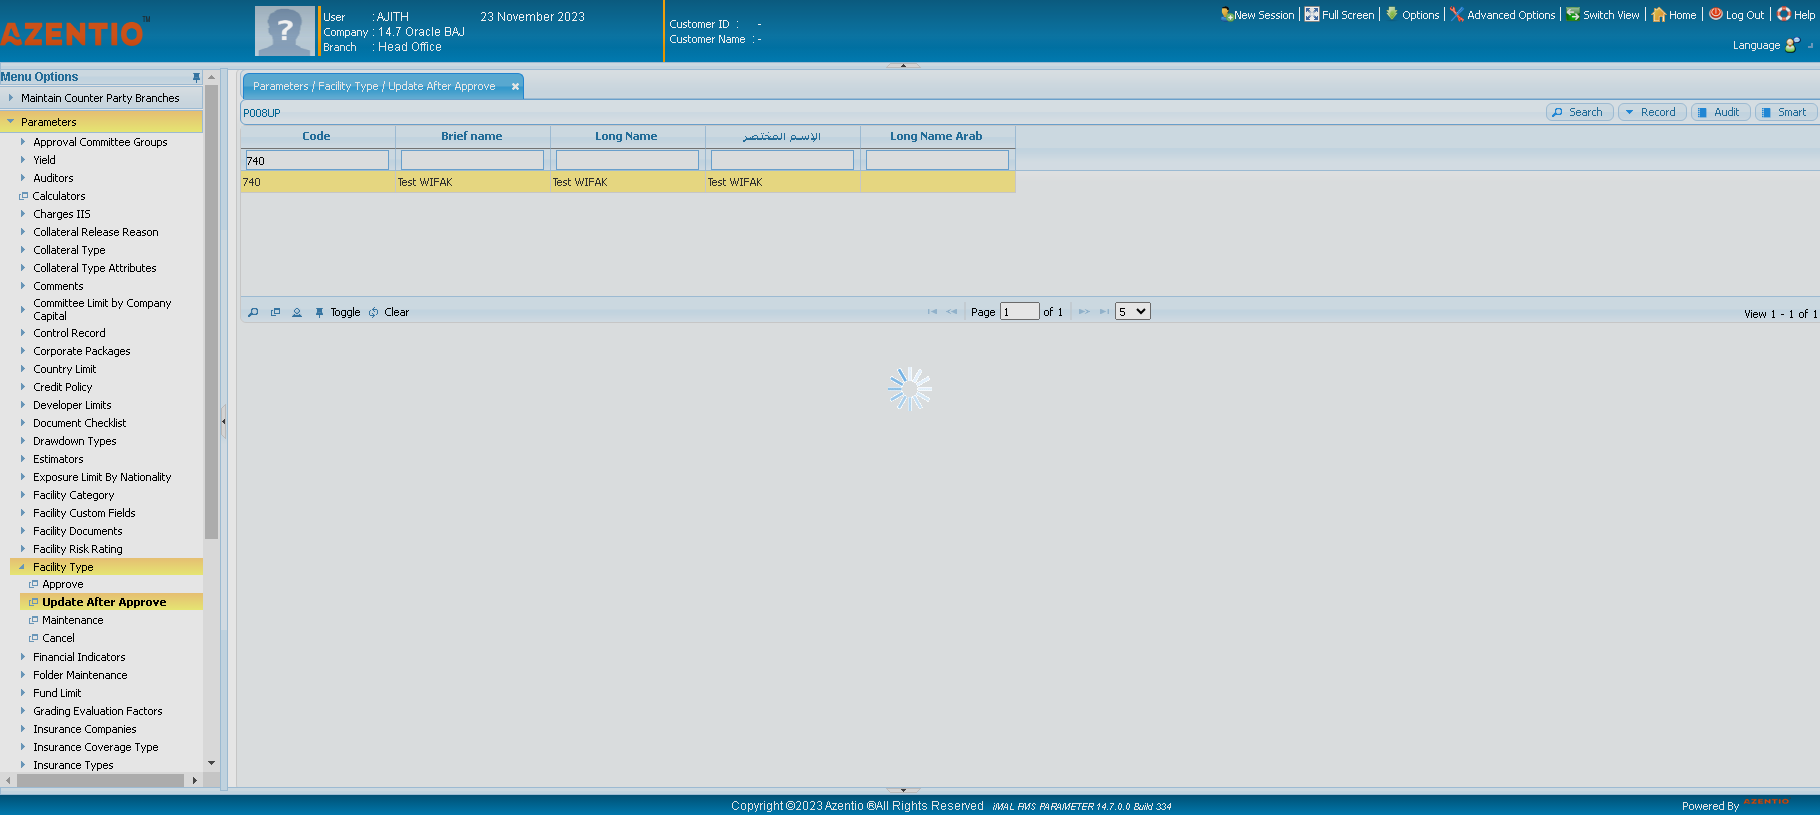 AZENTIO™
User : AJITH 23 November 2023
Company : 14.7 Oracle BAJ
Branch : Head Office
Customer ID : -
Customer Name : -
New Session | Full Screen | Options | Advanced Options | Switch View | Home | Log Out | Help
Language
Menu Options
Maintain Counter Party Branches
Parameters
Approval Committee Groups
Yield
Auditors
Calculators
Charges IIS
Collateral Release Reason
Collateral Type
Collateral Type Attributes
Comments
Committee Limit by Company
Capital
Control Record
Corporate Packages
Country Limit
Credit Policy
Developer Limits
Document Checklist
Drawdown Types
Estimators
Exposure Limit By Nationality
Facility Category
Facility Custom Fields
Facility Documents
Facility Risk Rating
Facility Type
Approve
Update After Approve
Maintenance
Cancel
Financial Indicators
Folder Maintenance
Fund Limit
Grading Evaluation Factors
Insurance Companies
Insurance Coverage Type
Insurance Types
Parameters / Facility Type / Update After Approve
P008UP
Search Record Audit Smart
Code Brief name Long Name الإسم المختصر Long Name Arab
740
740 Test WIFAK Test WIFAK Test WIFAK
Toggle Clear
Page 1 of 1 5
View 1 - 1 of 1
Copyright ©2023 Azentio ®All Rights Reserved iMAL PMS PARAMETER 14.7.0.0 Build 334
Powered By AZENTIO